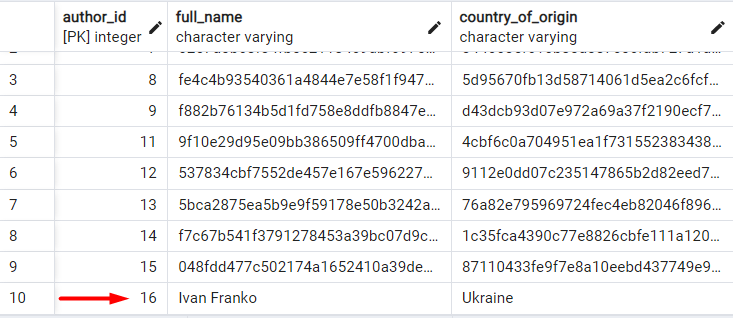 author_id full_name country_of_origin
[PK] integer character varying character varying
3 8 fe4c4b93540361a4844e7e58f1f947... 5d95670fb13d58714061d5ea2c6fcf...
4 9 f882b76134b5d1fd758e8ddfb8847e... d43dcb93d07e972a69a37f2190ecf7...
5 11 9f10e29d95e09bb386509ff4700dba... 4cbf6c0a704951ea1f731552383438...
6 12 537834cbf7552de457e167e596227... 9112e0dd07c235147865b2d82eed7...
7 13 5bca2875ea5b9e9f59178e50b3242a... 76a82e795969724fec4eb82046f896...
8 14 f7c67b541f3791278453a39bc07d9c... 1c35fca4390c77e8826cbfe111a120...
9 15 048fdd477c502174a1652410a39de... 87110433fe9f7e8a10eebd437749e9...
10 16 Ivan Franko Ukraine